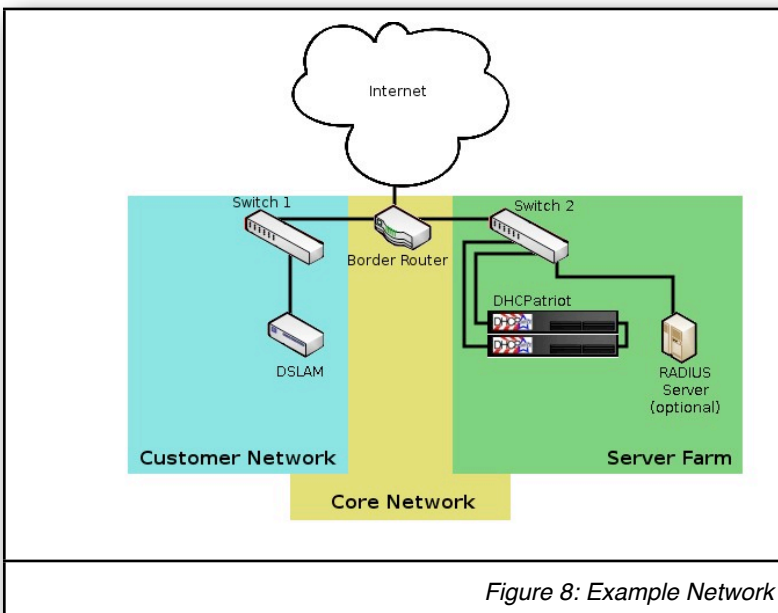 Internet
Switch 1
Switch 2
Border Router
DHCPatriot
DSLAM
RADIUS
Server
(optional)
Customer Network
Server Farm
Core Network
Figure 8: Example Network